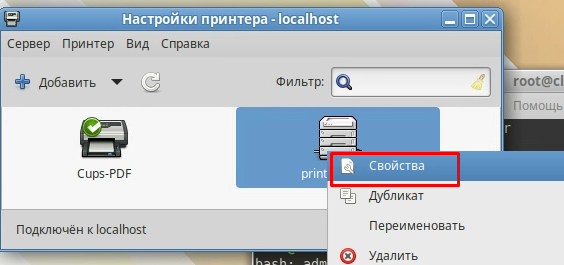 Настройки принтера - localhost
Сервер Принтер Вид Справка
Добавить Фильтр:
root@cl
Помощь
Cups-PDF
print
Свойства
Дубликат
Переименовать
Удалить
Подключён к localhost
bash: adm